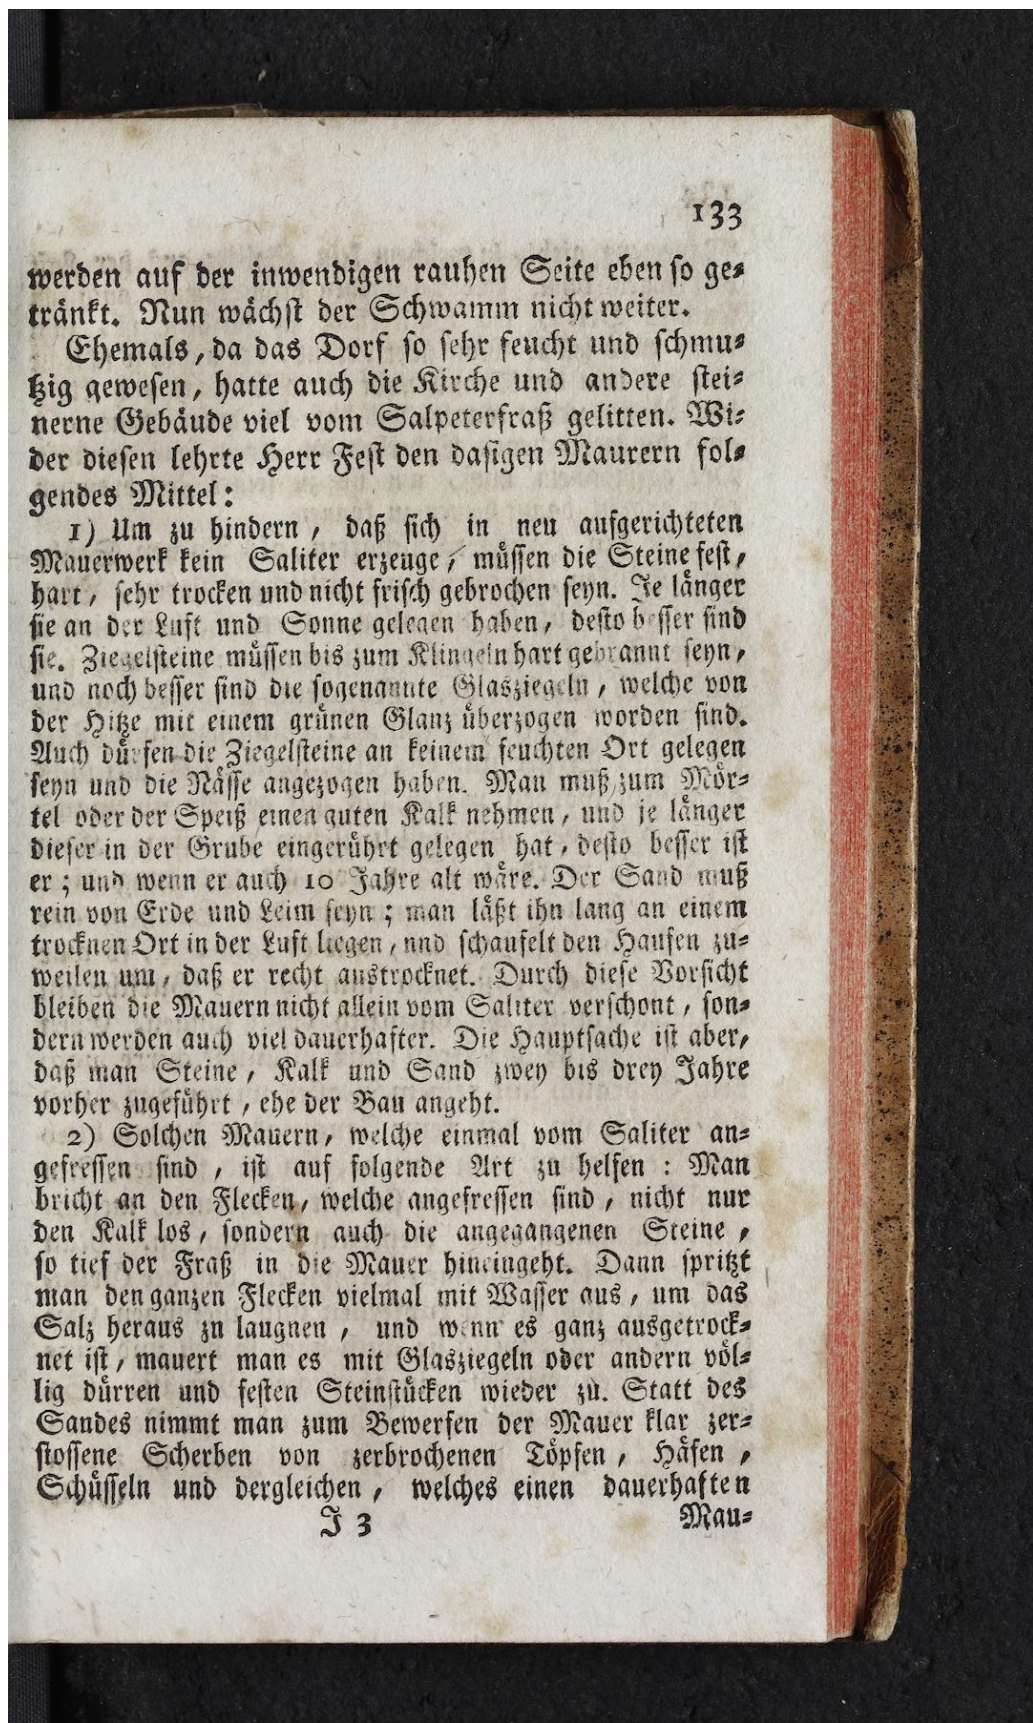 133
werden auf der inwendigen rauhen Seite eben so ge⸗
tränkt. Nun wächst der Schwamm nicht weiter.
Ehemals, da das Dorf so sehr feucht und schmu⸗
tzig gewesen, hatte auch die Kirche und andere stei⸗
nerne Gebäude viel vom Salpeterfraß gelitten. Wi⸗
der diesen lehrte Herr Fest den dasigen Maurern fol⸗
gendes Mittel:
1) Um zu hindern, daß sich in neu aufgerichteten
Mauerwerk kein Saliter erzeuge, müssen die Steine fest,
hart, sehr trocken und nicht frisch gebrochen seyn. Je länger
sie an der Luft und Sonne gelegen haben, desto besser sind
sie. Ziegelsteine müssen bis zum Klingeln hart gebrannt seyn,
und noch besser sind die sogenannte Glasziegeln, welche von
der Hitze mit einem grünen Glanz überzogen worden sind.
Auch dürfen die Ziegelsteine an keinem feuchten Ort gelegen
seyn und die Nässe angezogen haben. Man muß zum Mör⸗
tel oder der Speiß einen guten Kalk nehmen, und je länger
dieser in der Grube eingerührt gelegen hat, desto besser ist
er; und wenn er auch 10 Jahre alt wäre. Der Sand muß
rein von Erde und Leim seyn; man läßt ihn lang an einem
trocknen Ort in der Luft liegen, und schaufelt den Haufen zu⸗
weilen um, daß er recht austrocknet. Durch diese Vorsicht
bleiben die Mauern nicht allein vom Saliter verschont, son⸗
dern werden auch viel dauerhafter. Die Hauptsache ist aber,
daß man Steine, Kalk und Sand zwey bis drey Jahre
vorher zugeführt, ehe der Bau angeht.
2) Solchen Mauern, welche einmal vom Saliter an⸗
gefressen sind, ist auf folgende Art zu helfen: Man
bricht an den Flecken, welche angefressen sind, nicht nur
den Kalk los, sondern auch die angegangenen Steine,
so tief der Fraß in die Mauer hineingeht. Dann spritzt
man den ganzen Flecken vielmal mit Wasser aus, um das
Salz heraus zu laugnen, und wenn es ganz ausgetrock⸗
net ist, mauert man es mit Glasziegeln oder andern völ⸗
lig dürren und festen Steinstücken wieder zu. Statt des
Sandes nimmt man zum Bewerfen der Mauer klar zer⸗
stossene Scherben von zerbrochenen Töpfen, Häfen,
Schüsseln und dergleichen, welches einen dauerhaften
J 3 Mau⸗